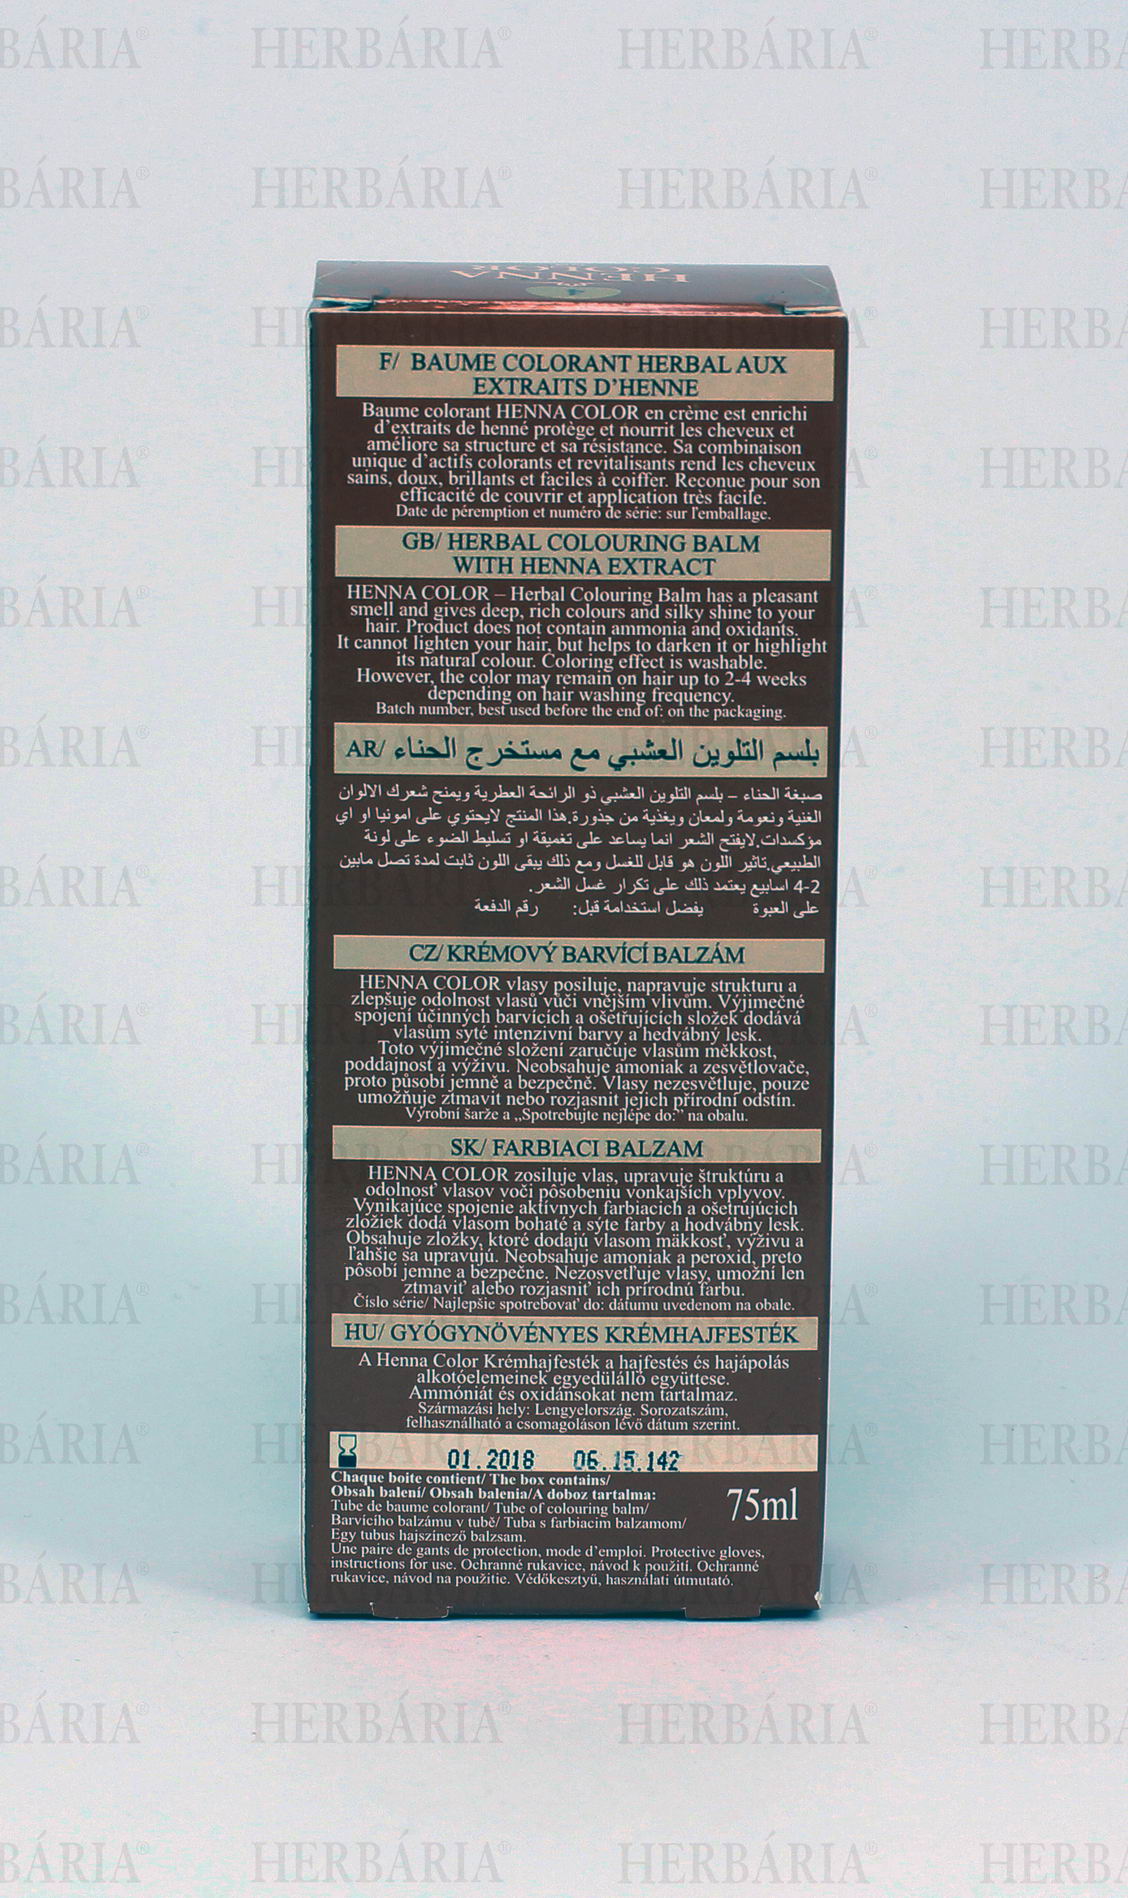 HENNA
COLOR
F/ BAUME COLORANT HERBAL AUX
EXTRAITS D'HENNE
Baume colorant HENNA COLOR en crème est enrichi
d'extraits de henné protège et nourrit les cheveux et
améliore sa structure et sa résistance. Sa combinaison
unique d'actifs colorants et revitalisants rend les cheveux
sains, doux, brillants et faciles à coiffer. Reconue pour son
efficacité de couvrir et application très facile.
Date de péremption et numéro de série: sur l'emballage.
GB/ HERBAL COLOURING BALM
WITH HENNA EXTRACT
HENNA COLOR – Herbal Colouring Balm has a pleasant
smell and gives deep, rich colours and silky shine to your
hair. Product does not contain ammonia and oxidants.
It cannot lighten your hair, but helps to darken it or highlight
its natural colour. Coloring effect is washable.
However, the color may remain on hair up to 2-4 weeks
depending on hair washing frequency.
Batch number, best used before the end of: on the packaging.
AR/ بلسم التلوين العشبي مع مستخرج الحناء
صبغة الحناء – بلسم التلوين العشبي ذو الرائحة العطرية ويمنح شعرك الالوان
الغنية ونعومة ولمعان ويغذية من جذورة.هذا المنتج لايحتوي على امونيا او اي
مؤكسدات.لايفتح الشعر انما يساعد على تغميقة او تسليط الضوء على لونة
الطبيعي.تاثير اللون هو قابل للغسل ومع ذلك يبقى اللون ثابت لمدة تصل مابين
4-2 اسابيع يعتمد ذلك على تكرار غسل الشعر.
على العبوة يفضل استخدامة قبل: رقم الدفعة
CZ/ KRÉMOVÝ BARVÍCÍ BALZÁM
HENNA COLOR vlasy posiluje, napravuje strukturu a
zlepšuje odolnost vlasů vůči vnějším vlivům. Výjimečné
spojení účinných barvících a ošetřujících složek dodává
vlasům syté intenzivní barvy a hedvábný lesk.
Toto výjimečné složení zaručuje vlasům měkkost,
poddajnost a výživu. Neobsahuje amoniak a zesvětlovače,
proto působí jemně a bezpečně. Vlasy nezesvětluje, pouze
umožňuje ztmavit nebo rozjasnit jejich přírodní odstín.
Výrobní šarže a „Spotrebujte nejlépe do:" na obalu.
SK/ FARBIACI BALZAM
HENNA COLOR zosiluje vlas, upravuje štruktúru a
odolnosť vlasov voči pôsobeniu vonkajších vplyvov.
Vynikajúce spojenie aktívnych farbiacich a ošetrujúcich
zložiek dodá vlasom bohaté a sýte farby a hodvábny lesk.
Obsahuje zložky, ktoré dodajú vlasom mäkkosť, výživu a
ľahšie sa upravujú. Neobsahuje amoniak a peroxid, preto
pôsobí jemne a bezpečne. Nezosvetľuje vlasy, umožní len
ztmaviť alebo rozjasniť ich prírodnú farbu.
Číslo série/ Najlepšie spotrebovať do: dátumu uvedenom na obale.
HU/ GYÓGYNÖVÉNYES KRÉMHAJFESTÉK
A Henna Color Krémhajfesték a hajfestés és hajápolás
alkotóelemeinek egyedülálló együttese.
Ammóniát és oxidánsokat nem tartalmaz.
Származási hely: Lengyelország. Sorozatszám,
felhasználható a csomagoláson lévő dátum szerint.
01.2018 06.15.142
Chaque boite contient/ The box contains/
Obsah balení/ Obsah balenia/A doboz tartalma:
Tube de baume colorant/ Tube of colouring balm/
Barvícího balzámu v tubě/ Tuba s farbiacim balzamom/
Egy tubus hajszínező balzsam.
75ml
Une paire de gants de protection, mode d'emploi. Protective gloves,
instructions for use. Ochranné rukavice, návod k použití. Ochranné
rukavice, návod na použitie. Védőkesztyű, használati útmutató.
HERBÁRIA®